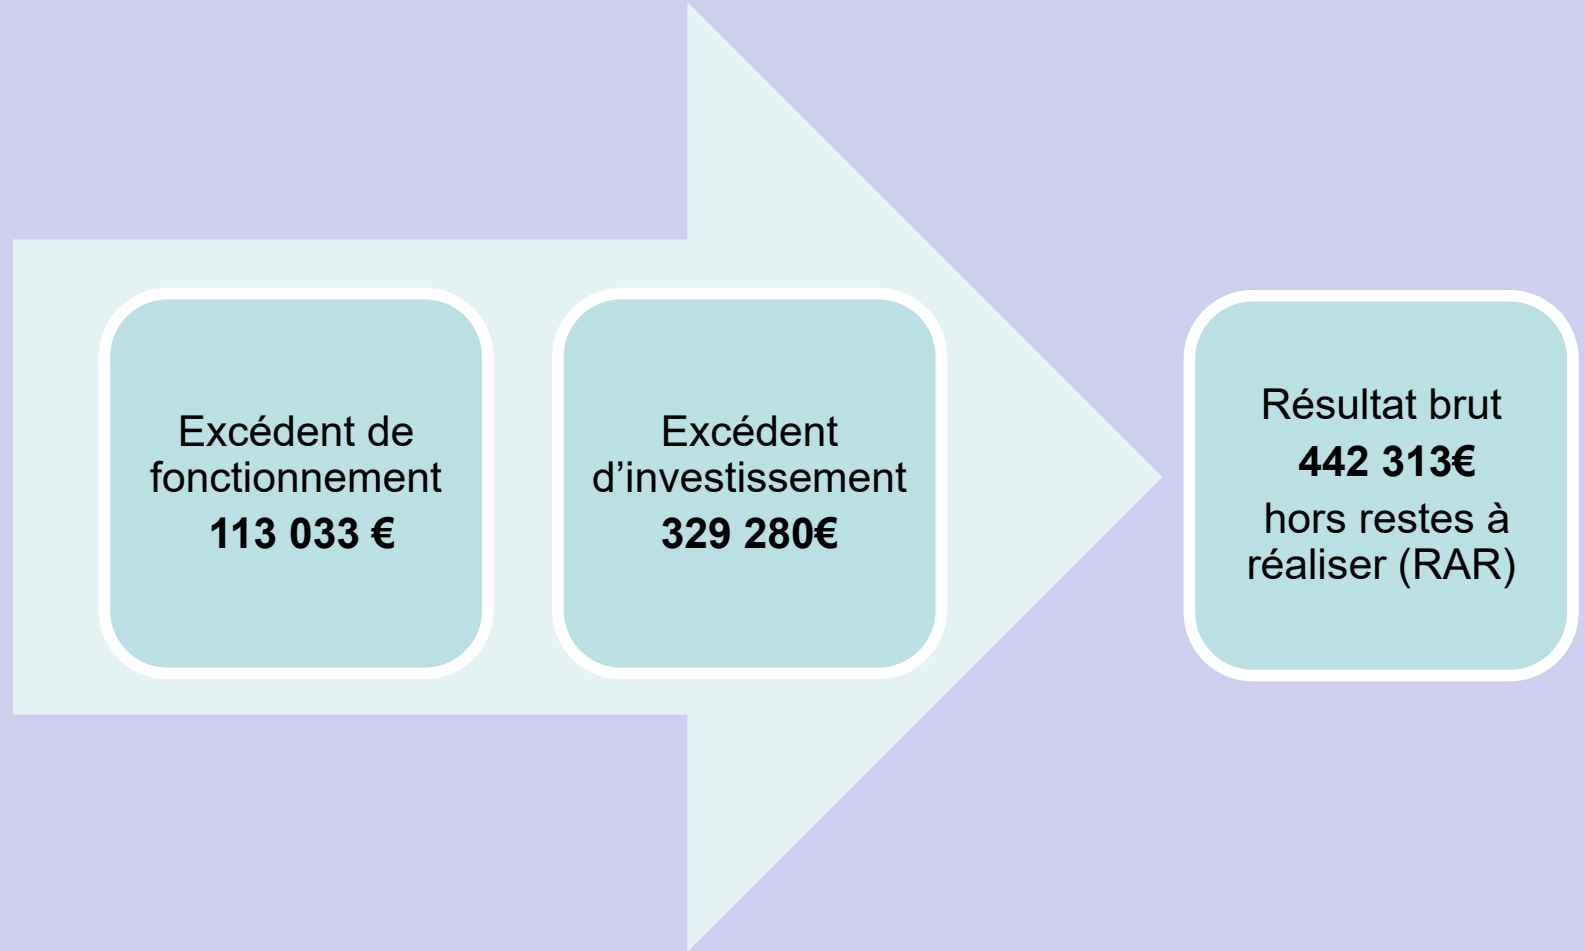 Excédent de
fonctionnement
113 033 €
Excédent
d’investissement
329 280€
Résultat brut
442 313€
hors restes à
réaliser (RAR)